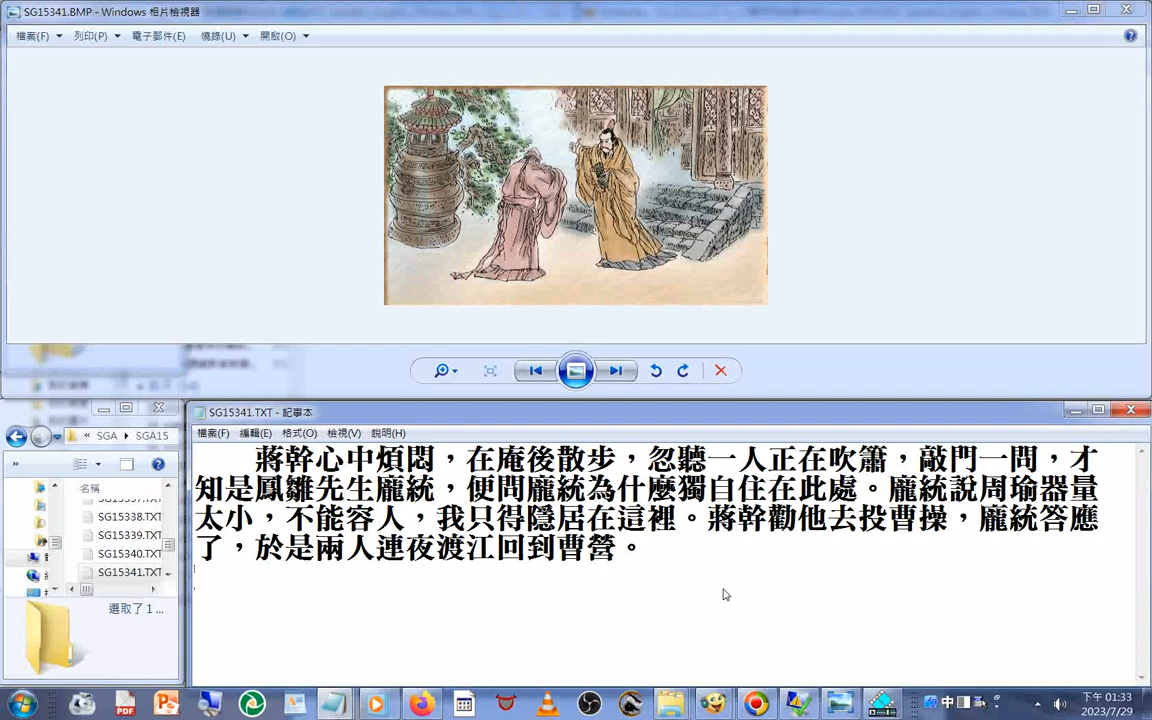 SG15341.BMP - Windows 相片檢視器
檔案(F) 列印(P) 電子郵件(E) 燒錄(U) 開啟(O)
SG15341.TXT - 記事本
檔案(F) 編輯(E) 格式(O) 檢視(V) 說明(H)
蔣幹心中煩悶，在庵後散步，忽聽一人正在吹簫，敲門一問，才
知是鳳雛先生龐統，便問龐統為什麼獨自住在此處。龐統說周瑜器量
太小，不能容人，我只得隱居在這裡。蔣幹勸他去投曹操，龐統答應
了，於是兩人連夜渡江回到曹營。
« SGA SGA15
»
名稱
SG15338.TXT
SG15339.TXT
SG15340.TXT
SG15341.TXT
選取了 1 ...
PDF
中
下午 01:33
2023/7/29